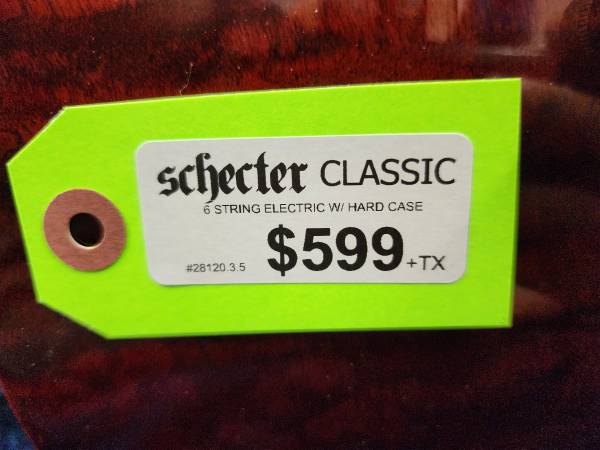 schecter CLASSIC
6 STRING ELECTRIC W/ HARD CASE
#28120.3.5 $599+TX